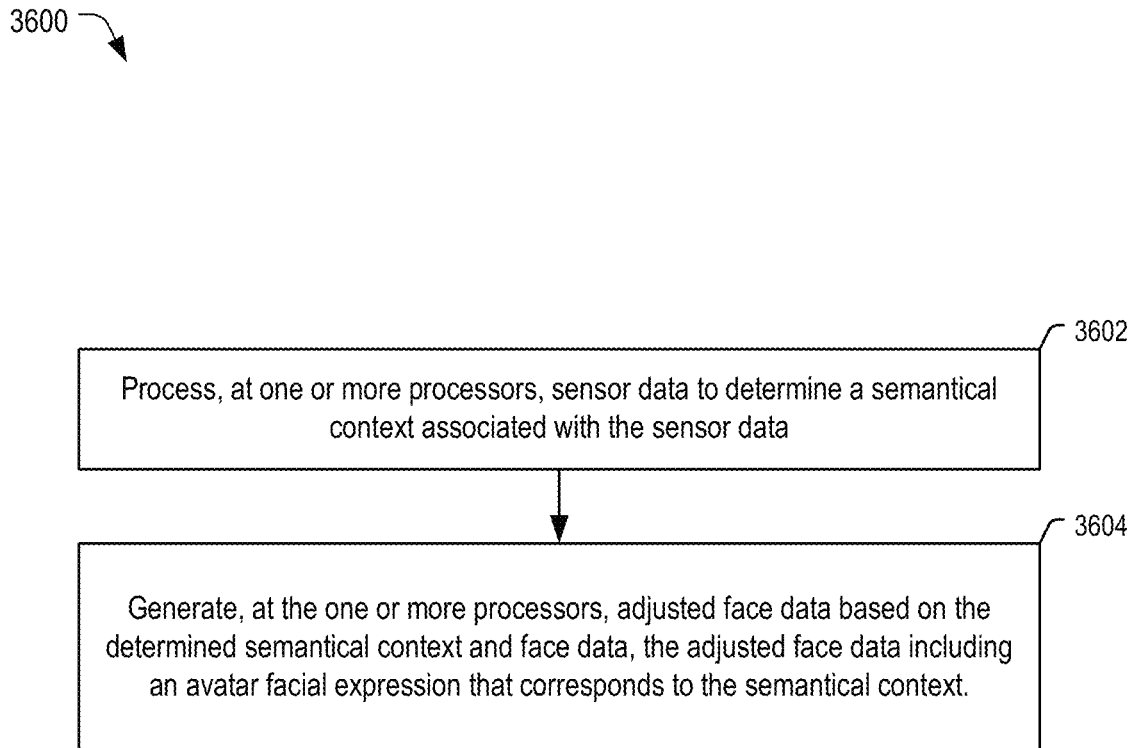 3600
3602
Process, at one or more processors, sensor data to determine a semantical
context associated with the sensor data
3604
Generate, at the one or more processors, adjusted face data based on the
determined semantical context and face data, the adjusted face data including
an avatar facial expression that corresponds to the semantical context.